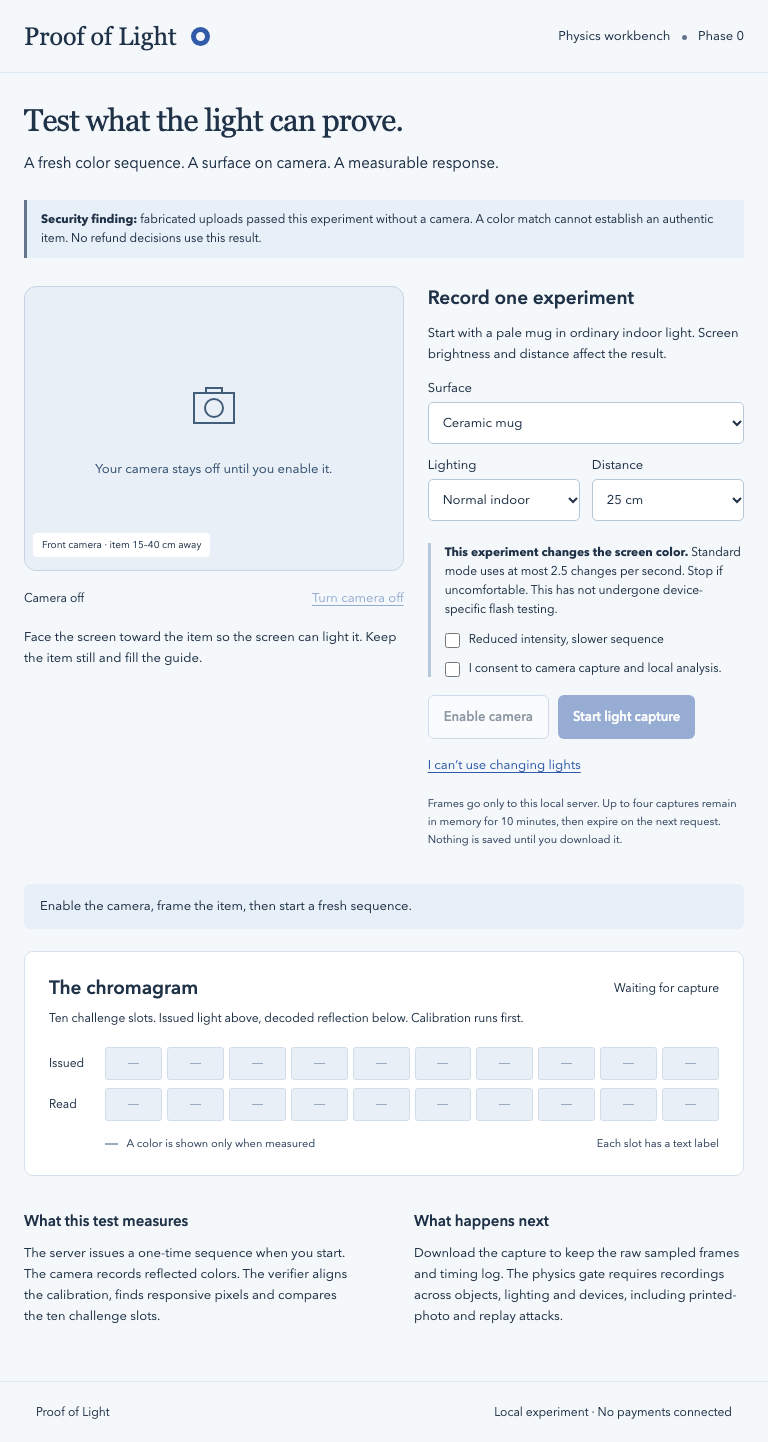 Proof of Light
Physics workbench • Phase 0
Test what the light can prove.
A fresh color sequence. A surface on camera. A measurable response.
Security finding: fabricated uploads passed this experiment without a camera. A color match cannot establish an authentic
item. No refund decisions use this result.
Your camera stays off until you enable it.
Front camera · item 15–40 cm away
Camera off
Turn camera off
Face the screen toward the item so the screen can light it. Keep
the item still and fill the guide.
Record one experiment
Start with a pale mug in ordinary indoor light. Screen
brightness and distance affect the result.
Surface
Ceramic mug
Lighting
Distance
Normal indoor
25 cm
This experiment changes the screen color. Standard
mode uses at most 2.5 changes per second. Stop if
uncomfortable. This has not undergone device-
specific flash testing.
Reduced intensity, slower sequence
I consent to camera capture and local analysis.
Enable camera
Start light capture
I can’t use changing lights
Frames go only to this local server. Up to four captures remain
in memory for 10 minutes, then expire on the next request.
Nothing is saved until you download it.
Enable the camera, frame the item, then start a fresh sequence.
The chromagram
Waiting for capture
Ten challenge slots. Issued light above, decoded reflection below. Calibration runs first.
Issued — — — — — — — — — —
Read — — — — — — — — — —
— A color is shown only when measured
Each slot has a text label
What this test measures
The server issues a one-time sequence when you start.
The camera records reflected colors. The verifier aligns
the calibration, finds responsive pixels and compares
the ten challenge slots.
What happens next
Download the capture to keep the raw sampled frames
and timing log. The physics gate requires recordings
across objects, lighting and devices, including printed-
photo and replay attacks.
Proof of Light
Local experiment · No payments connected